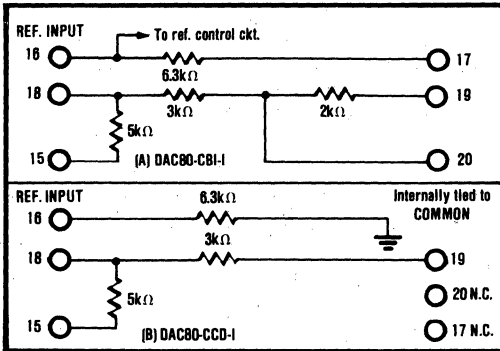 REF. INPUT
To ref. control ckt.
16
17
6.3kΩ
18
19
3kΩ
2kΩ
5kΩ
15
(A) DAC80-CBI-I
20
REF. INPUT
6.3kΩ
Internally tied to
COMMON
16
3kΩ
18
19
5kΩ
20 N.C.
15
(B) DAC80-CCD-I
17 N.C.